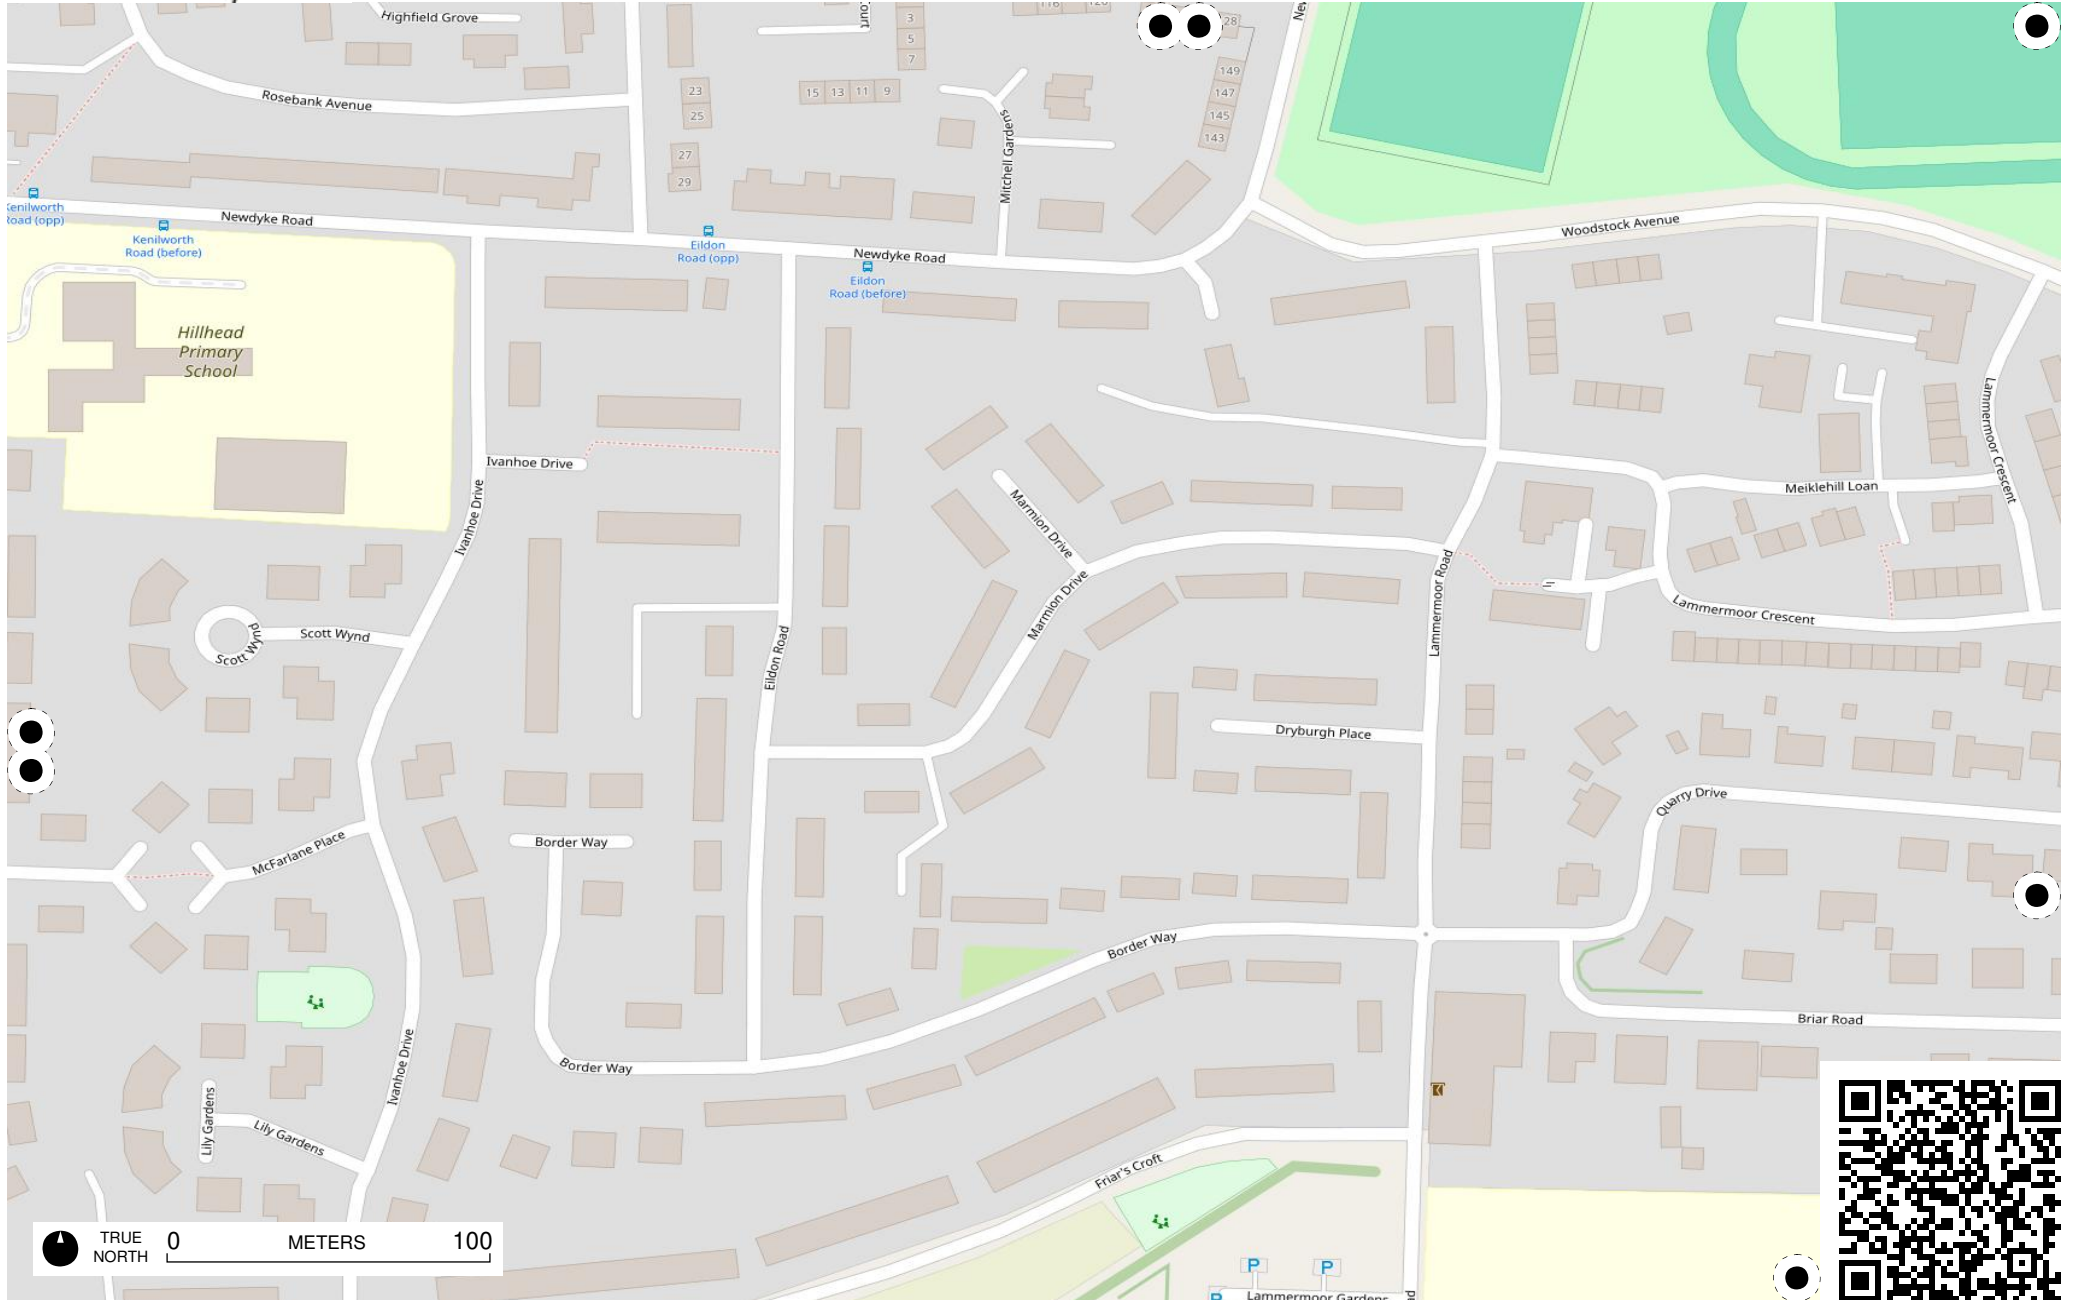 Highfield Grove
Court
3
5
7
116
120
28
149
147
145
143
23
25
15 13 11 9
27
29
Rosebank Avenue
Mitchell Gardens
Kenilworth
Road (opp)
Newdyke Road
Kenilworth
Road (before)
Eildon
Road (opp)
Newdyke Road
Eildon
Road (before)
Woodstock Avenue
Hillhead
Primary
School
Lammermoor Crescent
Ivanhoe Drive
Ivanhoe Drive
Marmion Drive
Meiklehill Loan
Marmion Drive
Lammermoor Road
Lammermoor Crescent
Scott Wynd
Scott Wynd
Eildon Road
Dryburgh Place
Quarry Drive
McFarlane Place
Border Way
Border Way
Briar Road
Ivanhoe Drive
Border Way
Lily Gardens
Lily Gardens
Friar's Croft
P
P
P
Lammermoor Gardens
TRUE
NORTH
0 METERS 100